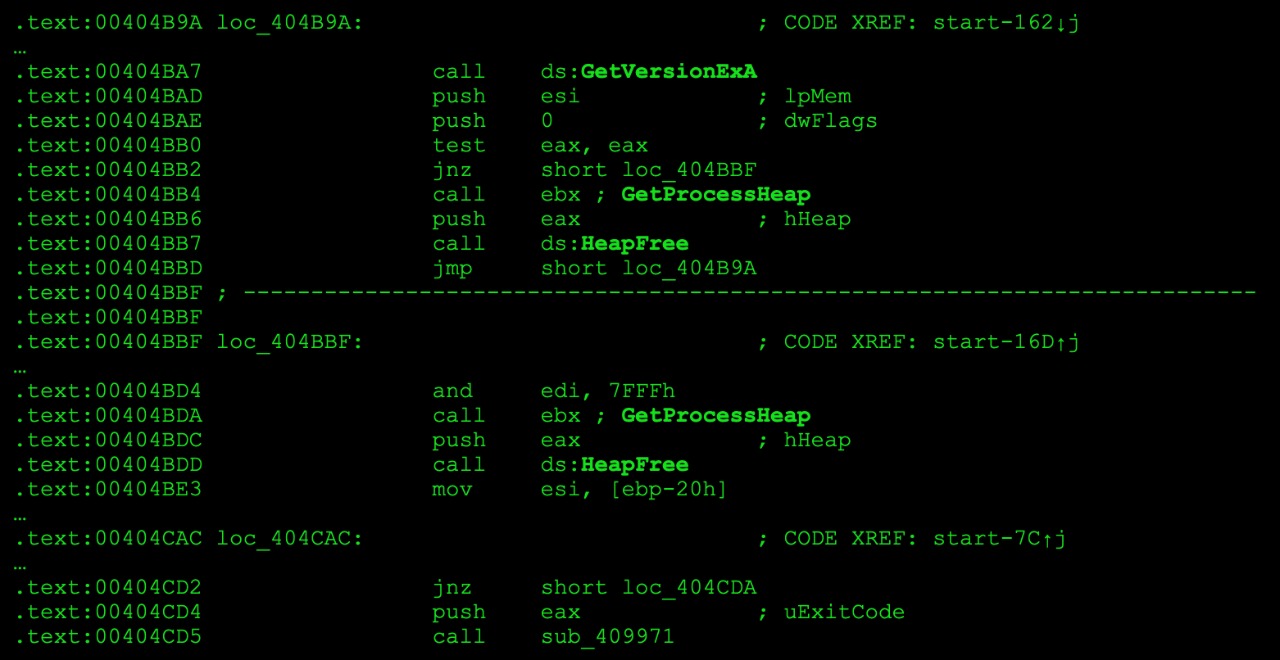 .text:00404B9A loc_404B9A: ; CODE XREF: start-162↓j
…
.text:00404BA7 call ds:GetVersionExA
.text:00404BAD push esi ; lpMem
.text:00404BAE push 0 ; dwFlags
.text:00404BB0 test eax, eax
.text:00404BB2 jnz short loc_404BBF
.text:00404BB4 call ebx ; GetProcessHeap
.text:00404BB6 push eax ; hHeap
.text:00404BB7 call ds:HeapFree
.text:00404BBD jmp short loc_404B9A
.text:00404BBF ; ---------------------------------------------------------------------------
.text:00404BBF
.text:00404BBF loc_404BBF: ; CODE XREF: start-16D↑j
…
.text:00404BD4 and edi, 7FFFh
.text:00404BDA call ebx ; GetProcessHeap
.text:00404BDC push eax ; hHeap
.text:00404BDD call ds:HeapFree
.text:00404BE3 mov esi, [ebp-20h]
…
.text:00404CAC loc_404CAC: ; CODE XREF: start-7C↑j
…
.text:00404CD2 jnz short loc_404CDA
.text:00404CD4 push eax ; uExitCode
.text:00404CD5 call sub_409971